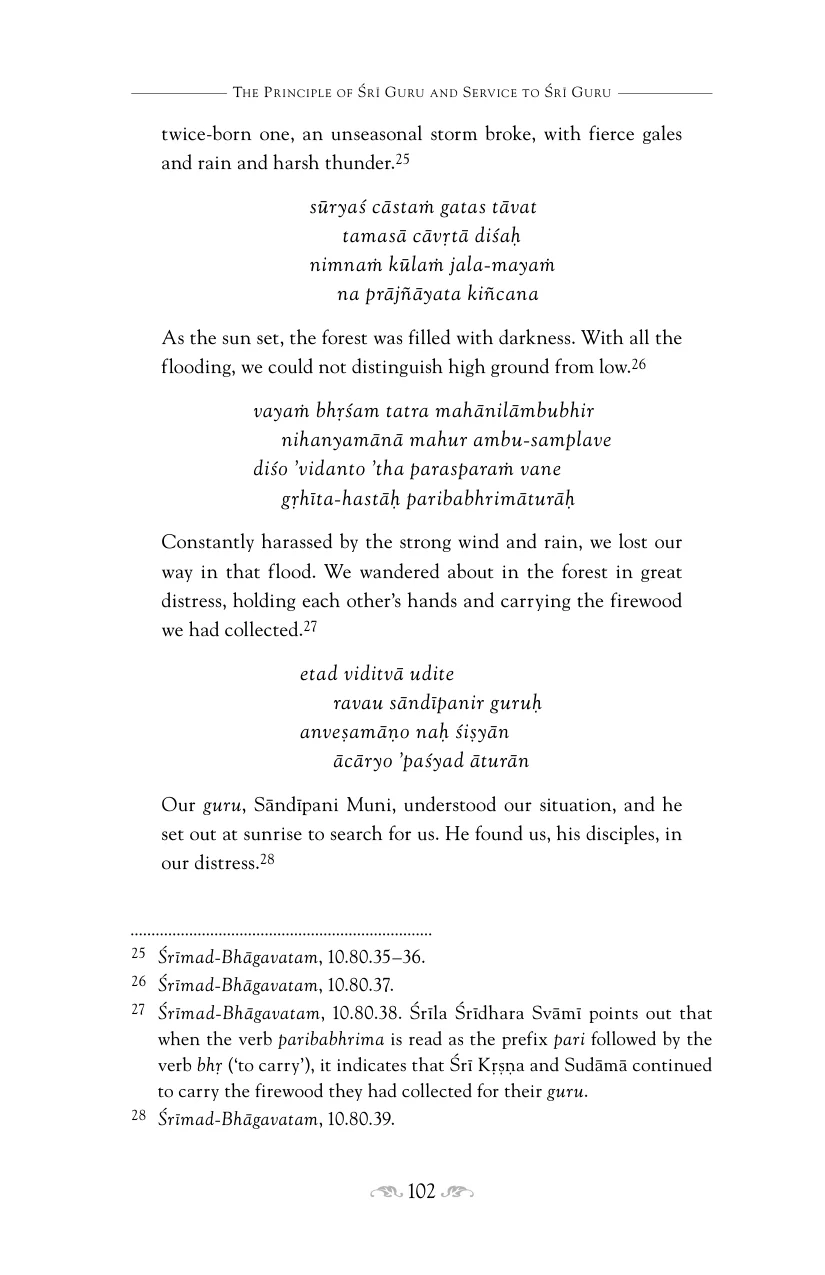 The Principle of Śrī Guru and Service to Śrī Guru
twice-born one, an unseasonal storm broke, with fierce gales
and rain and harsh thunder.25
sūryaś cāstaṁ gatas tāvat
tamasā cāvṛtā diśaḥ
nimnaṁ kūlaṁ jala-mayaṁ
na prājñāyata kiñcana
As the sun set, the forest was filled with darkness. With all the
flooding, we could not distinguish high ground from low.26
vayaṁ bhṛśam tatra mahānilāmbubhir
nihanyamānā mahur ambu-samplave
diśo ’vidanto ’tha parasparaṁ vane
gṛhīta-hastāḥ paribabhrimāturāḥ
Constantly harassed by the strong wind and rain, we lost our
way in that flood. We wandered about in the forest in great
distress, holding each other’s hands and carrying the firewood
we had collected.27
etad viditvā udite
ravau sāndīpanir guruḥ
anveṣamāṇo naḥ śiṣyān
ācāryo ’paśyad āturān
Our guru, Sāndīpani Muni, understood our situation, and he
set out at sunrise to search for us. He found us, his disciples, in
our distress.28
25 Śrīmad-Bhāgavatam, 10.80.35–36.
26 Śrīmad-Bhāgavatam, 10.80.37.
27 Śrīmad-Bhāgavatam, 10.80.38. Śrīla Śrīdhara Svāmī points out that
when the verb paribabhrima is read as the prefix pari followed by the
verb bhṛ (‘to carry’), it indicates that Śrī Kṛṣṇa and Sudāmā continued
to carry the firewood they had collected for their guru.
28 Śrīmad-Bhāgavatam, 10.80.39.
102